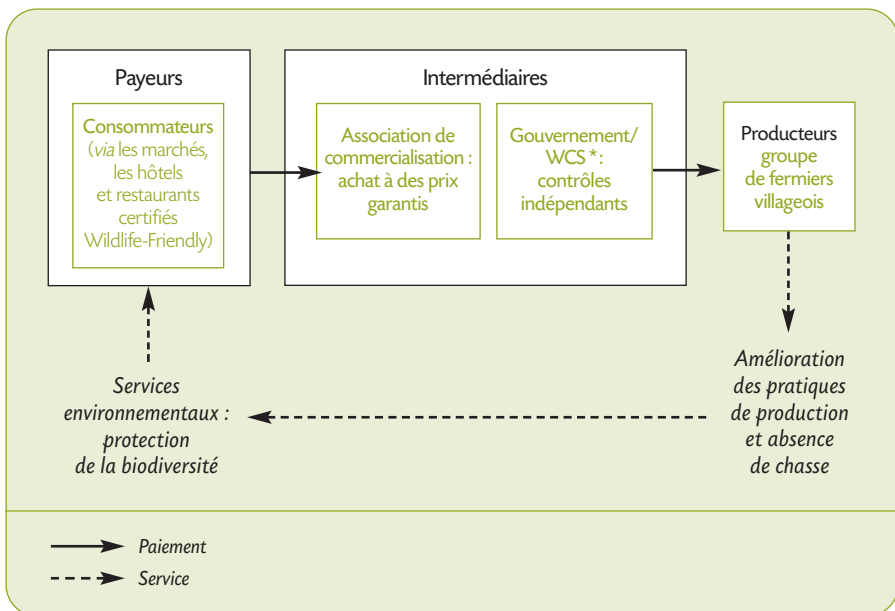 Payeurs
Consommateurs
(via les marchés,
les hôtels
et restaurants
certifiés
Wildlife-Friendly)
Intermédiaires
Association de
commercialisation :
achat à des prix
garantis
Gouvernement/
WCS * :
contrôles
indépendants
Producteurs
groupe
de fermiers
villageois
Amélioration
des pratiques
de production
et absence
de chasse
Services
environnementaux :
protection
de la biodiversité
Paiement
Service